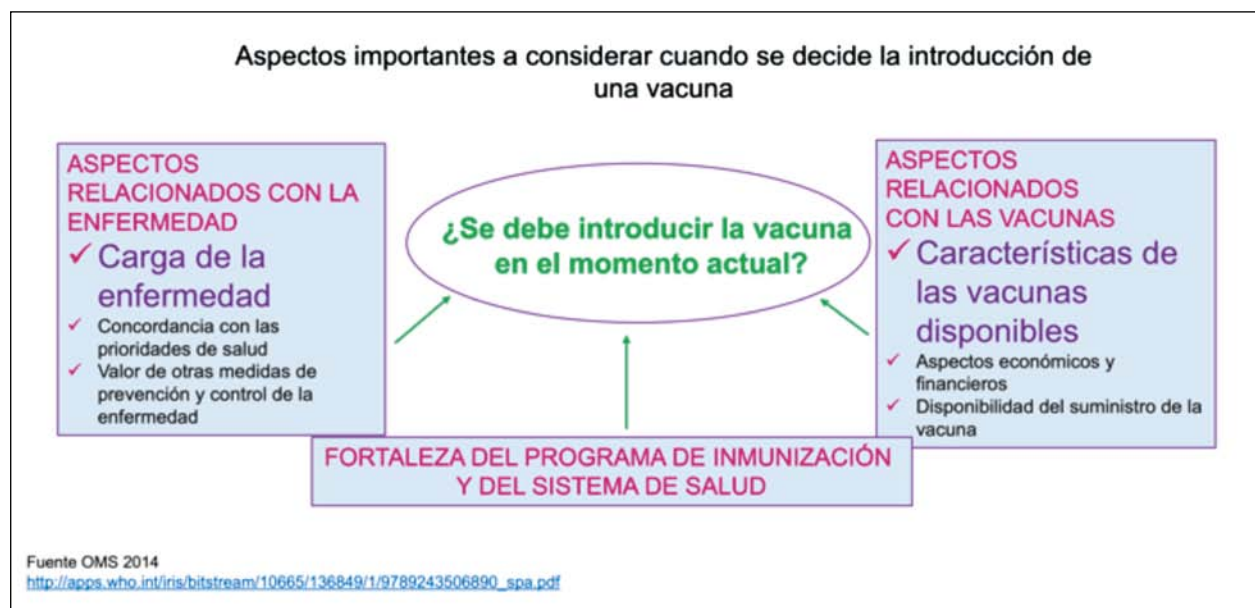 Aspectos importantes a considerar cuando se decide la introducción de
una vacuna
ASPECTOS
RELACIONADOS CON LA
ENFERMEDAD
✓ Carga de la
enfermedad
✓ Concordancia con las
prioridades de salud
✓ Valor de otras medidas de
prevención y control de la
enfermedad
¿Se debe introducir la vacuna
en el momento actual?
ASPECTOS
RELACIONADOS
CON LAS VACUNAS
✓ Características de
las vacunas
disponibles
✓ Aspectos económicos y
financieros
✓ Disponibilidad del suministro de la
vacuna
FORTALEZA DEL PROGRAMA DE INMUNIZACIÓN
Y DEL SISTEMA DE SALUD
Fuente OMS 2014
http://apps.who.int/iris/bitstream/10665/136849/1/9789243506890_spa.pdf